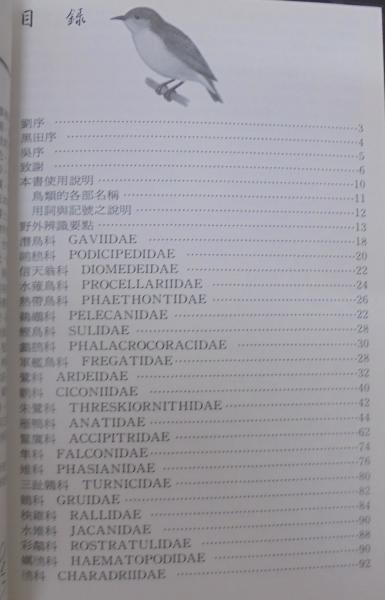 目 錄
劉序 3
黑田序 4
吳序 5
致謝 6
本書使用說明 10
鳥類的各部名稱 11
用詞與記號之說明 12
野外辨識要點 13
潛鳥科 GAVIIDAE 18
鸊鷉科 PODICIPEDIDAE 20
信天翁科 DIOMEDEIDAE 22
水薙鳥科 PROCELLARIIDAE 24
熱帶鳥科 PHAETHONTIDAE 26
鵜鶘科 PELECANIDAE 22
鰹鳥科 SULIDAE 28
鸕鷀科 PHALACROCORACIDAE 30
軍艦鳥科 FREGATIDAE 28
鷺科 ARDEIDAE 32
鸛科 CICONIIDAE 40
朱鷺科 THRESKIORNITHIDAE 42
雁鴨科 ANATIDAE 44
鷲鷹科 ACCIPITRIDAE 62
隼科 FALCONIDAE 74
雉科 PHASIANIDAE 76
三趾鶉科 TURNICIDAE 80
鶴科 GRUIDAE 82
秧雞科 RALLIDAE 84
水雉科 JACANIDAE 90
彩鷸科 ROSTRATULIDAE 88
蠣鴴科 HAEMATOPODIDAE 90
鴴科 CHARADRIIDAE 92